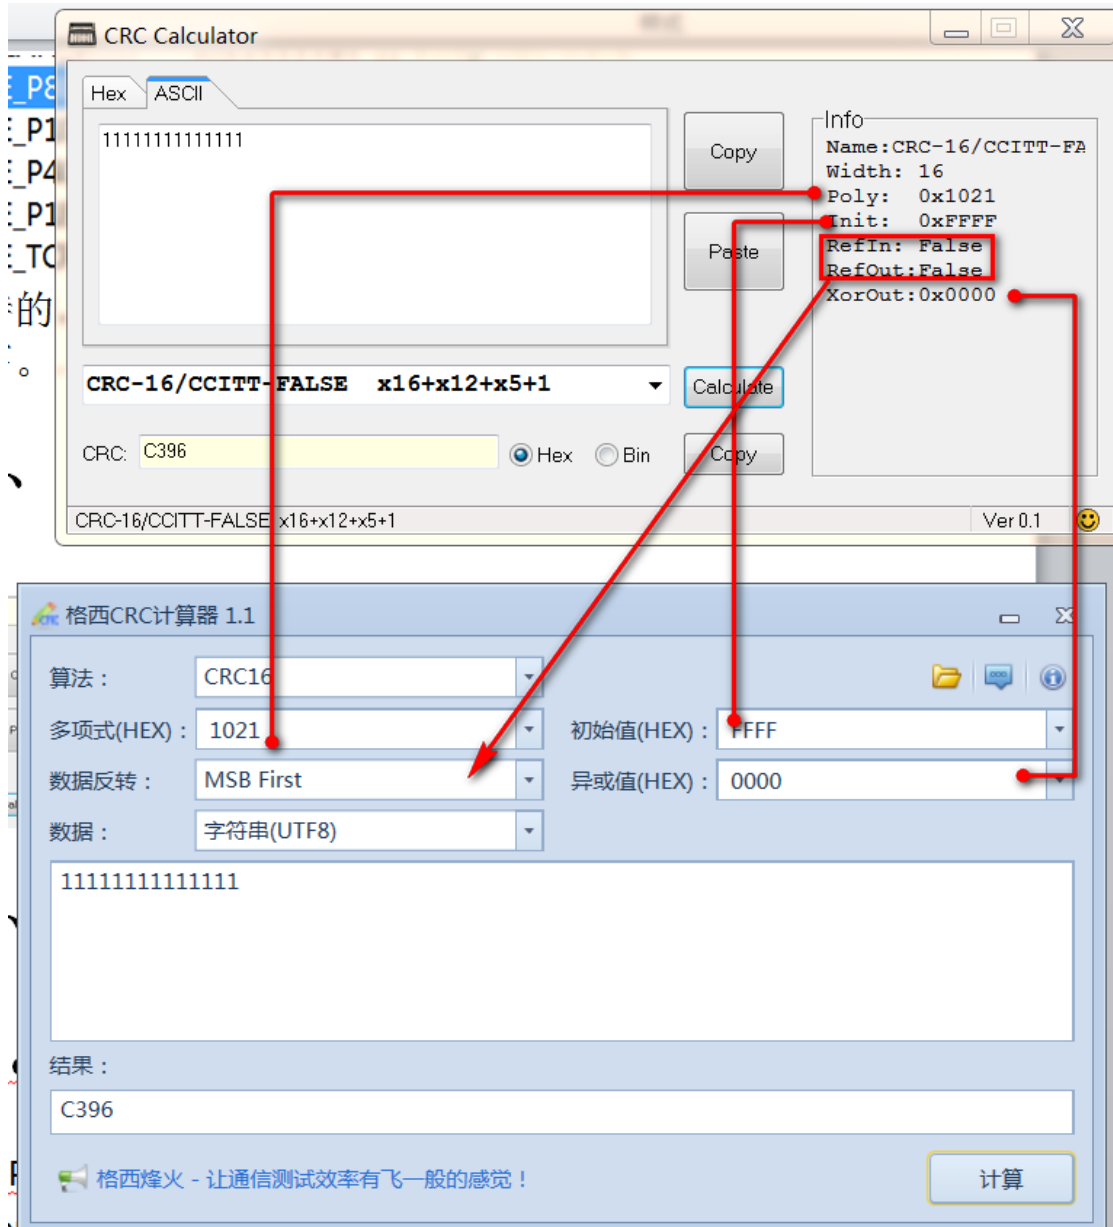 CRC Calculator
E_P8
E_P1
E_P4
E_P1
E_TC
的
。
Hex ASCII
11111111111111
Copy
Paste
Info
Name:CRC-16/CCITT-FA
Width: 16
Poly: 0x1021
Init: 0xFFFF
RefIn: False
RefOut:False
XorOut:0x0000
CRC-16/CCITT-FALSE x16+x12+x5+1
Calculate
CRC: C396
Hex Bin
Copy
CRC-16/CCITT-FALSE x16+x12+x5+1
Ver 0.1
格西CRC计算器 1.1
算法：
CRC16
多项式(HEX)：
1021
初始值(HEX)：
FFFF
数据反转：
MSB First
异或值(HEX)：
0000
数据：
字符串(UTF8)
11111111111111
结果：
C396
格西烽火 - 让通信测试效率有飞一般的感觉！
计算